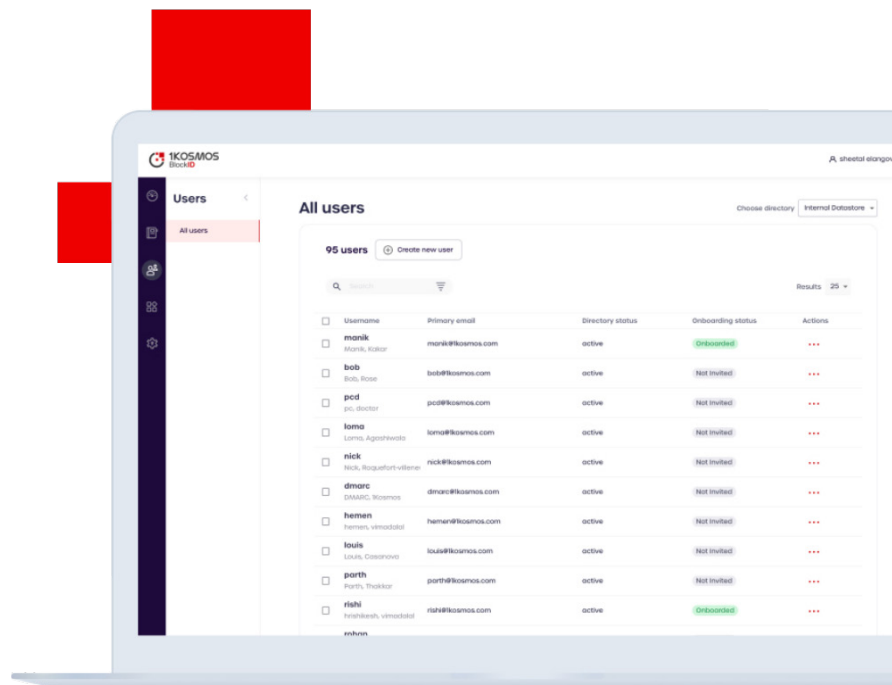 1KOSMOS
BlockID
sheetal elangov
Users
All users
All users
Choose directory
Internal Datastore
95 users
Create new user
Search
Results 25
Username Primary email Directory status Onboarding status Actions
manik
Manik, Kakar
manik@1kosmos.com active Onboarded
bob
Bob, Rose
bob@1kosmos.com active Not Invited
pcd
pc, doctor
pcd@1kosmos.com active Not Invited
loma
Loma, Agashiwala
loma@1kosmos.com active Not Invited
nick
Nick, Roquefort-villene
nick@1kosmos.com active Not Invited
dmarc
DMARC, 1Kosmos
dmarc@1kosmos.com active Not Invited
hemen
hemen, vimadalal
hemen@1kosmos.com active Not Invited
louis
Louis, Casanova
louis@1kosmos.com active Not Invited
parth
Parth, Thakkar
parth@1kosmos.com active Not Invited
rishi
hrishikesh, vimadalal
rishi@1kosmos.com active Onboarded
rohan